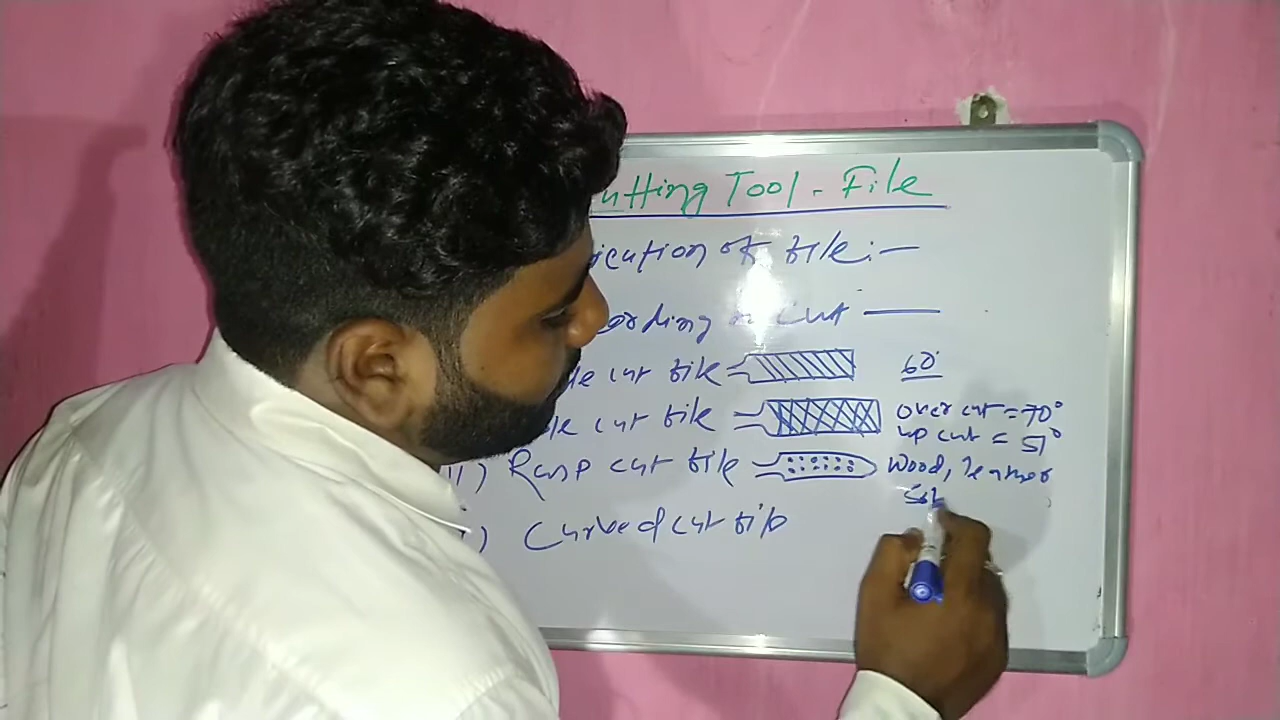 utting Tool - File
ication of file :-
ording n cut —
le cut file 60°
le cut file over cut = 70°
up cut = 51°
) Rasp cut file wood, leather
) Curved cut file